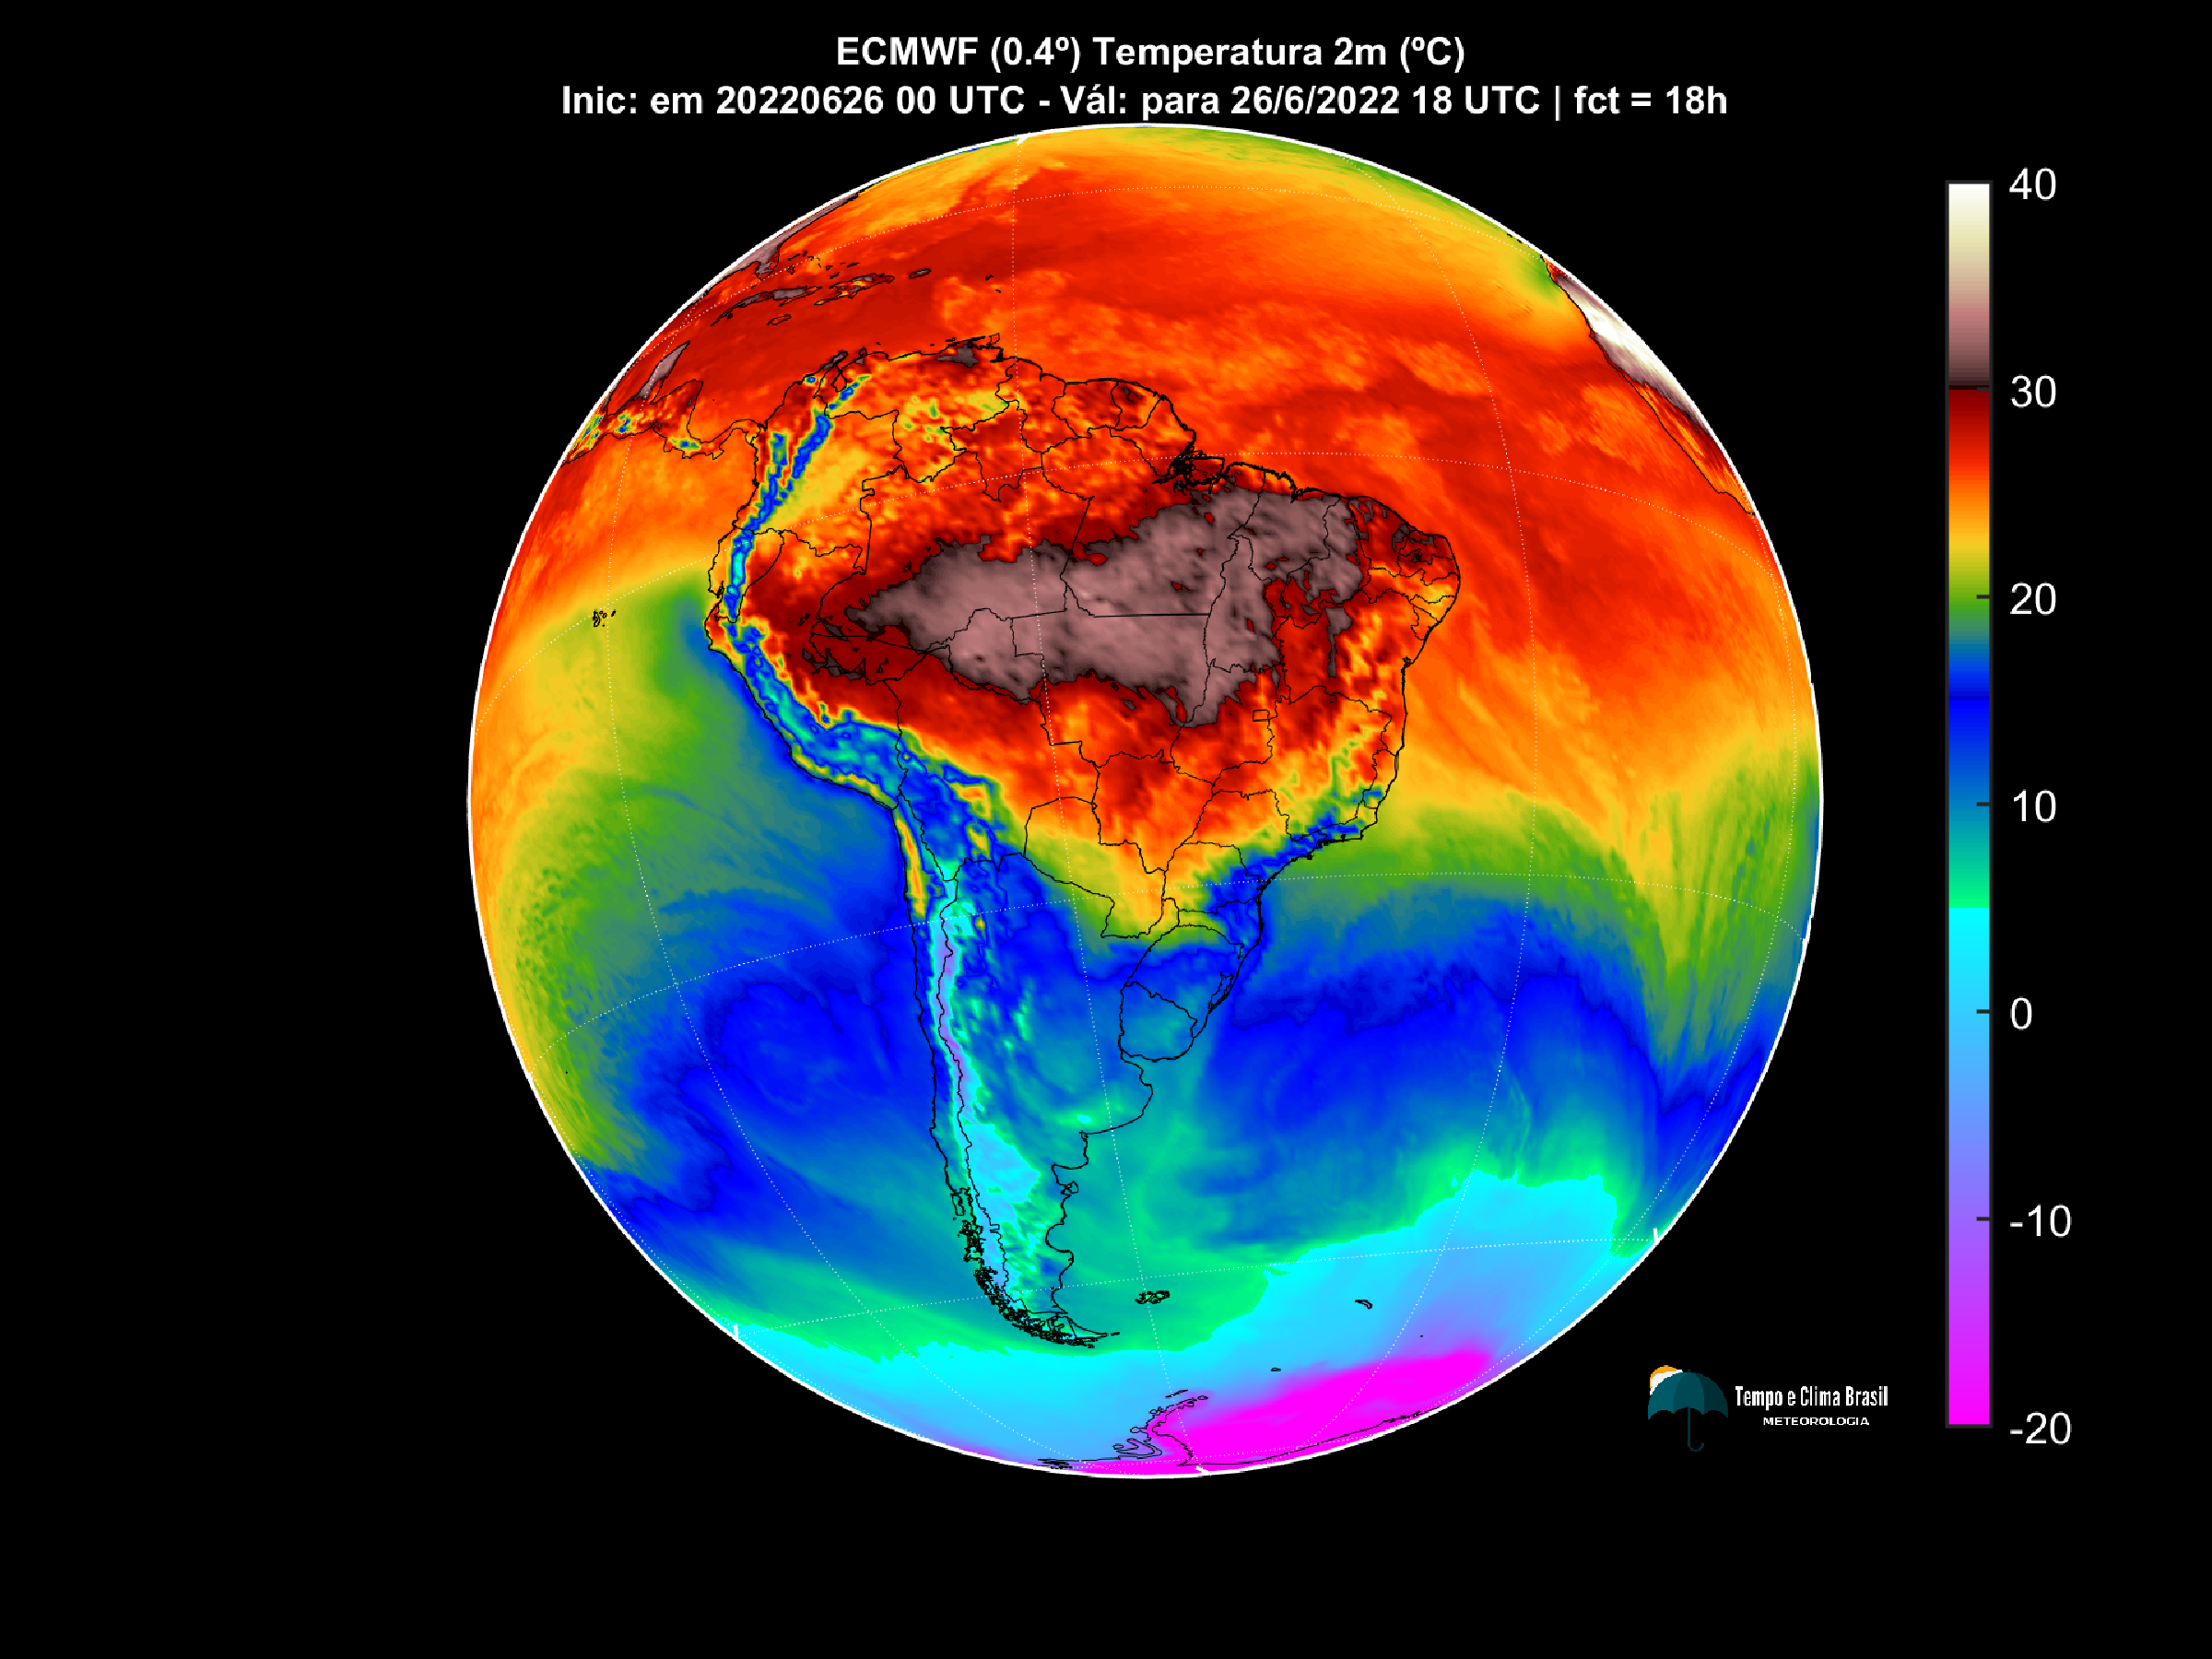 ECMWF (0.4º) Temperatura 2m (ºC)
Inic: em 20220626 00 UTC - Vál: para 26/6/2022 18 UTC | fct = 18h
40
30
20
10
0
-10
-20
Tempo e Clima Brasil
METEOROLOGIA